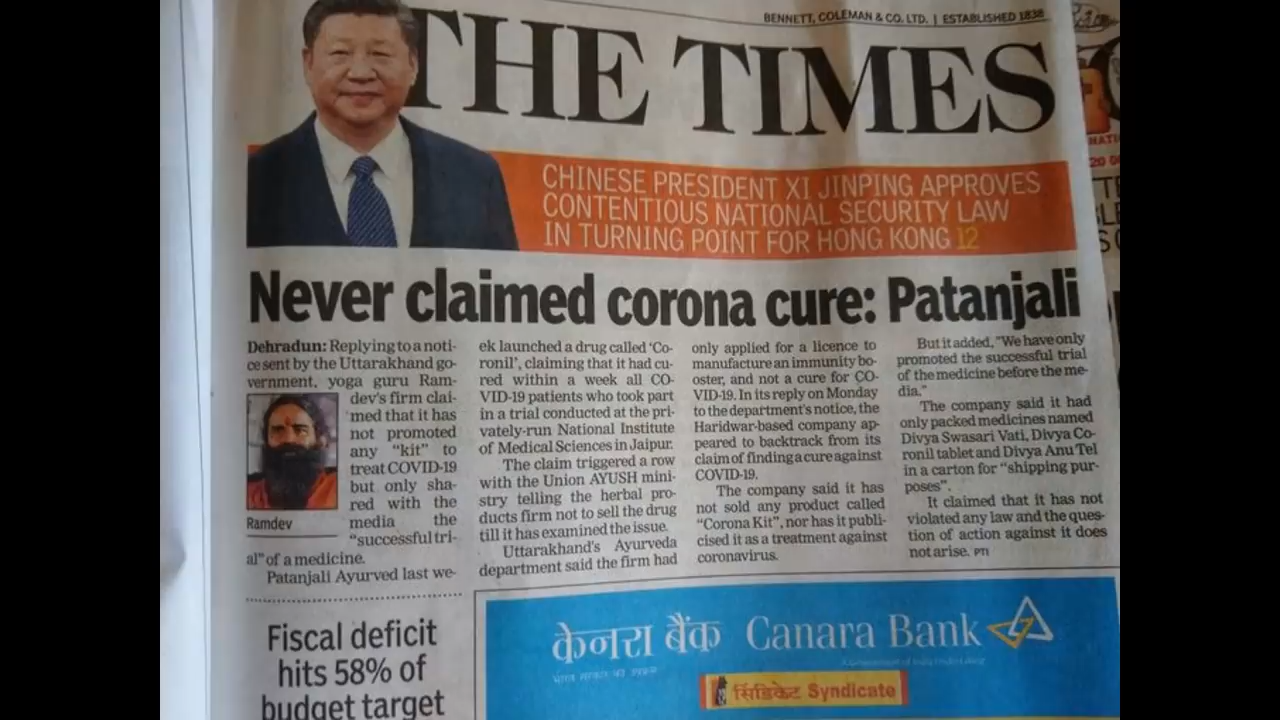 BENNETT, COLEMAN & CO. LTD. | ESTABLISHED 1838
THE TIMES
CHINESE PRESIDENT XI JINPING APPROVES
CONTENTIOUS NATIONAL SECURITY LAW
IN TURNING POINT FOR HONG KONG 12
Never claimed corona cure: Patanjali
Dehradun: Replying to a noti-
ce sent by the Uttarakhand go-
vernment, yoga guru Ram-
dev's firm clai-
med that it has
not promoted
any "kit" to
treat COVID-19
but only sha-
red with the
media the
"successful tri-
al" of a medicine.
Ramdev
Patanjali Ayurved last we-
ek launched a drug called 'Co-
ronil', claiming that it had cu-
red within a week all CO-
VID-19 patients who took part
in a trial conducted at the pri-
vately-run National Institute
of Medical Sciences in Jaipur.
The claim triggered a row
with the Union AYUSH mini-
stry telling the herbal pro-
ducts firm not to sell the drug
till it has examined the issue.
Uttarakhand's Ayurveda
department said the firm had
only applied for a licence to
manufacture an immunity bo-
oster, and not a cure for CO-
VID-19. In its reply on Monday
to the department's notice, the
Haridwar-based company ap-
peared to backtrack from its
claim of finding a cure against
COVID-19.
The company said it has
not sold any product called
"Corona Kit", nor has it publi-
cised it as a treatment against
coronavirus.
But it added, "We have only
promoted the successful trial
of the medicine before the me-
dia."
The company said it had
only packed medicines named
Divya Swasari Vati, Divya Co-
ronil tablet and Divya Anu Tel
in a carton for "shipping pur-
poses".
It claimed that it has not
violated any law and the ques-
tion of action against it does
not arise. PTI
Fiscal deficit
hits 58% of
budget target
केनरा बैंक Canara Bank
सिंडिकेट Syndicate